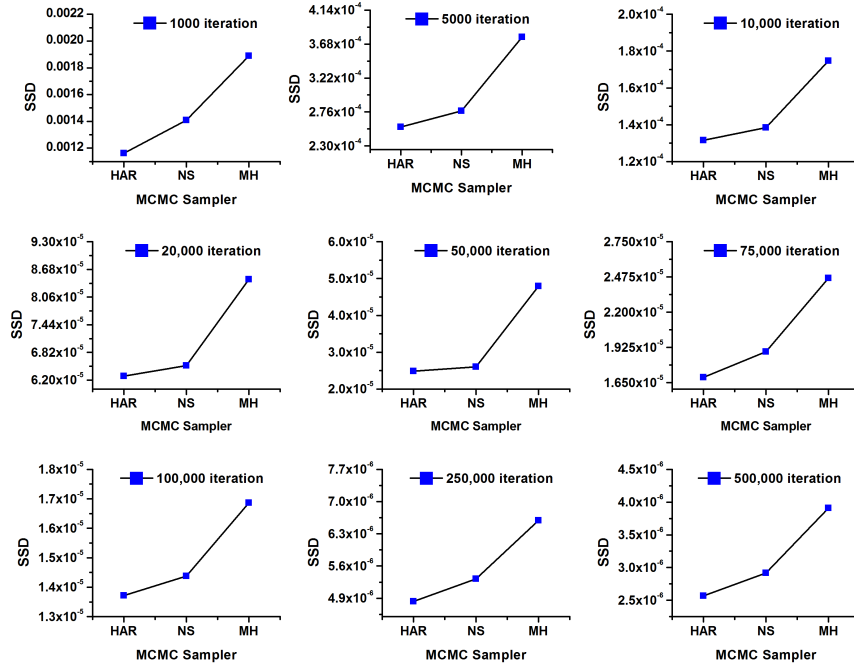 1000 iteration
0.0022
0.0020
0.0018
0.0016
0.0014
0.0012
SSD
HAR NS MH
MCMC Sampler
5000 iteration
4.14x10⁻⁴
3.68x10⁻⁴
3.22x10⁻⁴
2.76x10⁻⁴
2.30x10⁻⁴
SSD
HAR NS MH
MCMC Sampler
10,000 iteration
2.0x10⁻⁴
1.8x10⁻⁴
1.6x10⁻⁴
1.4x10⁻⁴
1.2x10⁻⁴
SSD
HAR NS MH
MCMC Sampler
20,000 iteration
9.30x10⁻⁵
8.68x10⁻⁵
8.06x10⁻⁵
7.44x10⁻⁵
6.82x10⁻⁵
6.20x10⁻⁵
SSD
HAR NS MH
MCMC Sampler
50,000 iteration
6.0x10⁻⁵
5.0x10⁻⁵
4.0x10⁻⁵
3.0x10⁻⁵
2.0x10⁻⁵
SSD
HAR NS MH
MCMC Sampler
75,000 iteration
2.750x10⁻⁵
2.475x10⁻⁵
2.200x10⁻⁵
1.925x10⁻⁵
1.650x10⁻⁵
SSD
HAR NS MH
MCMC Sampler
100,000 iteration
1.8x10⁻⁵
1.7x10⁻⁵
1.5x10⁻⁵
1.4x10⁻⁵
1.3x10⁻⁵
SSD
HAR NS MH
MCMC Sampler
250,000 iteration
7.7x10⁻⁶
7.0x10⁻⁶
6.3x10⁻⁶
5.6x10⁻⁶
4.9x10⁻⁶
SSD
HAR NS MH
MCMC Sampler
500,000 iteration
4.5x10⁻⁶
4.0x10⁻⁶
3.5x10⁻⁶
3.0x10⁻⁶
2.5x10⁻⁶
SSD
HAR NS MH
MCMC Sampler